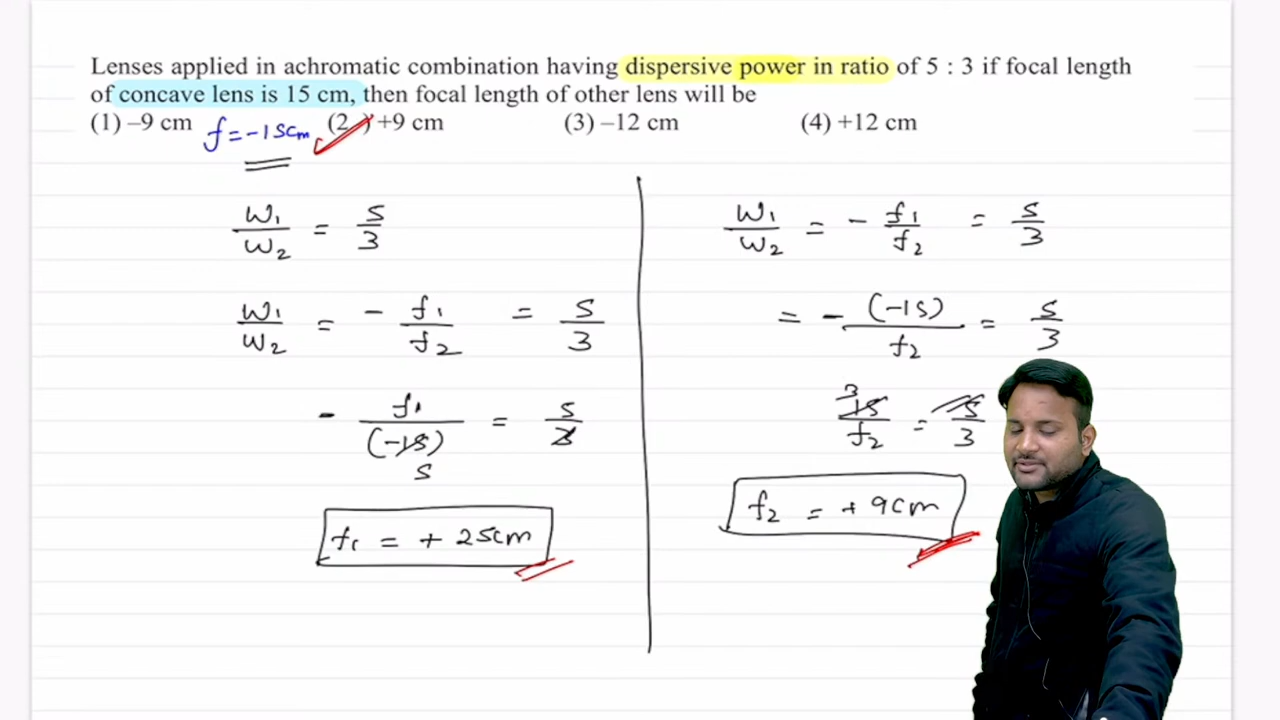 Lenses applied in achromatic combination having dispersive power in ratio of 5 : 3 if focal length
of concave lens is 15 cm, then focal length of other lens will be
(1) –9 cm f = -15cm (2) +9 cm (3) –12 cm (4) +12 cm
W₁/W₂ = 5/3
W₁/W₂ = - f₁/f₂ = 5/3
- f₁/(-15) = 5/3
5
f₁ = + 25cm
W₁/W₂ = - f₁/f₂ = 5/3
= - (-15)/f₂ = 5/3
3
15/f₂ = 5/3
f₂ = + 9cm